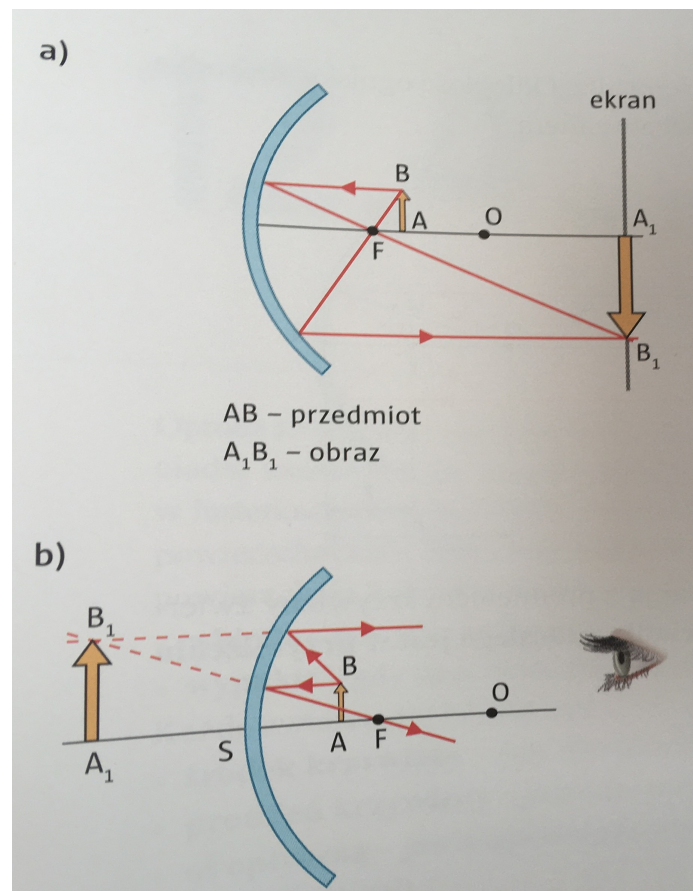 a)
ekran
B
A
O
A₁
F
B₁
AB – przedmiot
A₁B₁ – obraz
b)
B₁
B
O
S
A
F
A₁